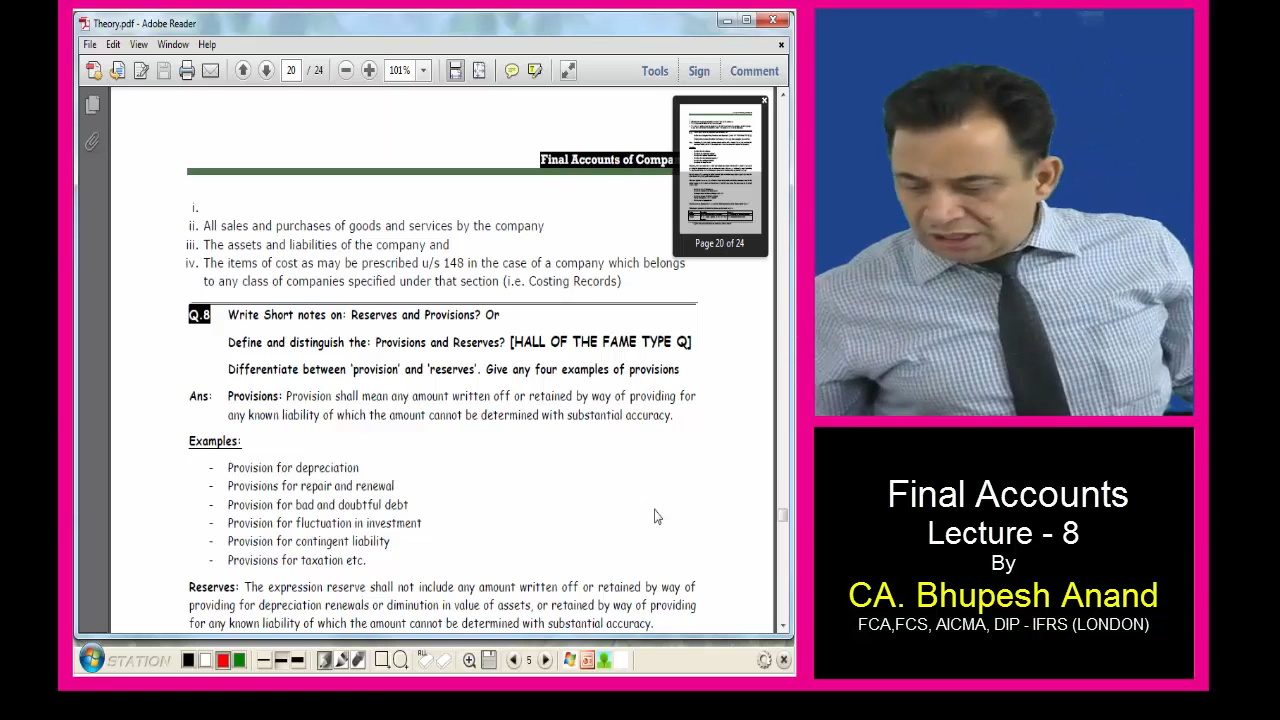 Theory.pdf - Adobe Reader
File Edit View Window Help
20 / 24 101% Tools Sign Comment
Final Accounts of Compa
Page 20 of 24
i.
ii. All sales and purchases of goods and services by the company
iii. The assets and liabilities of the company and
iv. The items of cost as may be prescribed u/s 148 in the case of a company which belongs
to any class of companies specified under that section (i.e. Costing Records)
Q.8 Write Short notes on: Reserves and Provisions? Or
Define and distinguish the: Provisions and Reserves? [HALL OF THE FAME TYPE Q]
Differentiate between 'provision' and 'reserves'. Give any four examples of provisions
Ans: Provisions: Provision shall mean any amount written off or retained by way of providing for
any known liability of which the amount cannot be determined with substantial accuracy.
Examples:
- Provision for depreciation
- Provisions for repair and renewal
- Provision for bad and doubtful debt
- Provision for fluctuation in investment
- Provision for contingent liability
- Provisions for taxation etc.
Reserves: The expression reserve shall not include any amount written off or retained by way of
providing for depreciation renewals or diminution in value of assets, or retained by way of providing
for any known liability of which the amount cannot be determined with substantial accuracy.
STATION 5
Final Accounts
Lecture - 8
By
CA. Bhupesh Anand
FCA,FCS, AICMA, DIP - IFRS (LONDON)